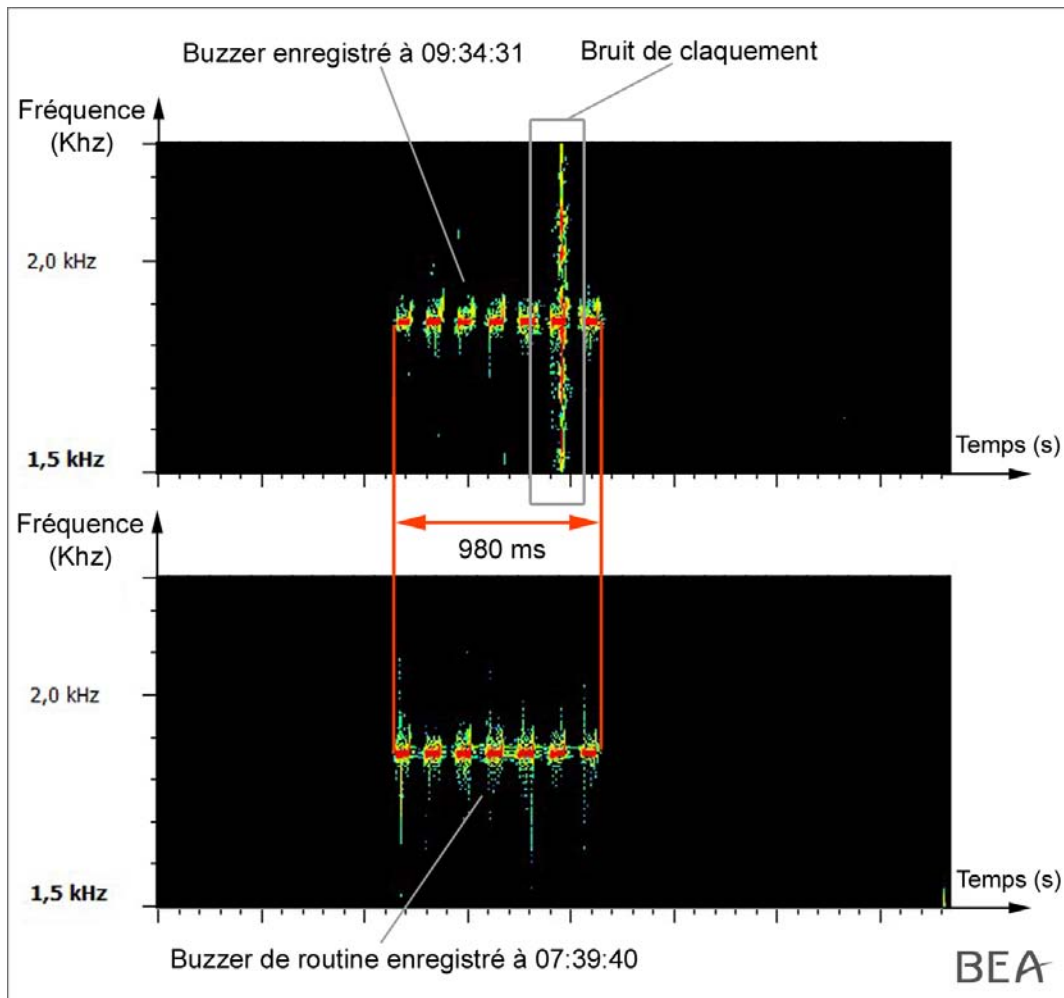 Buzzer enregistré à 09:34:31
Bruit de claquement
Fréquence
(Khz)
2,0 kHz
1,5 kHz
Temps (s)
980 ms
Fréquence
(Khz)
2,0 kHz
1,5 kHz
Temps (s)
Buzzer de routine enregistré à 07:39:40
BEA